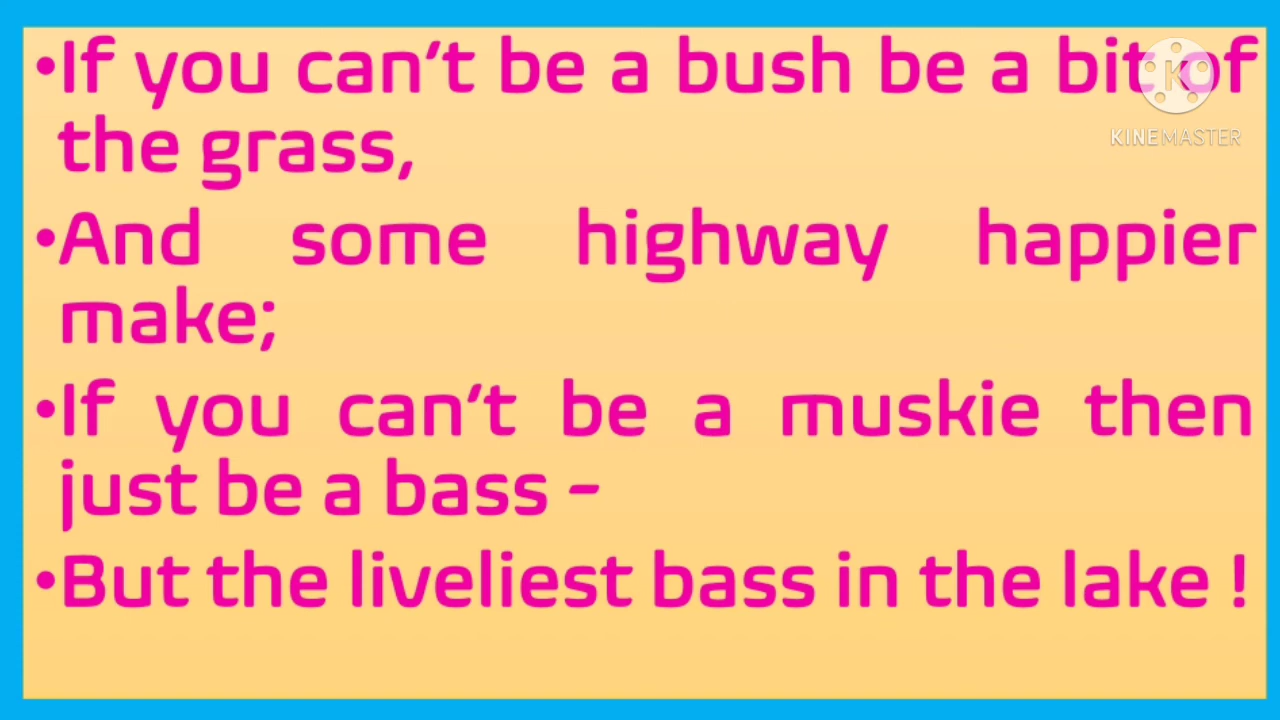 •If you can't be a bush be a bit of
the grass,
•And some highway happier
make;
•If you can't be a muskie then
just be a bass -
•But the liveliest bass in the lake !
K
KINEMASTER